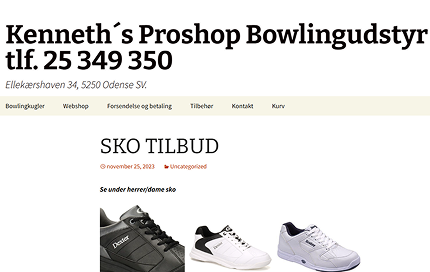 Kenneth´s Proshop Bowlingudstyr
tlf. 25 349 350
Ellekærshaven 34, 5250 Odense SV.
Bowlingkugler Webshop Forsendelse og betaling Tilbehør Kontakt Kurv
SKO TILBUD
november 25, 2023 Uncategorized
Se under herrer/dame sko
Dexter
Dexter